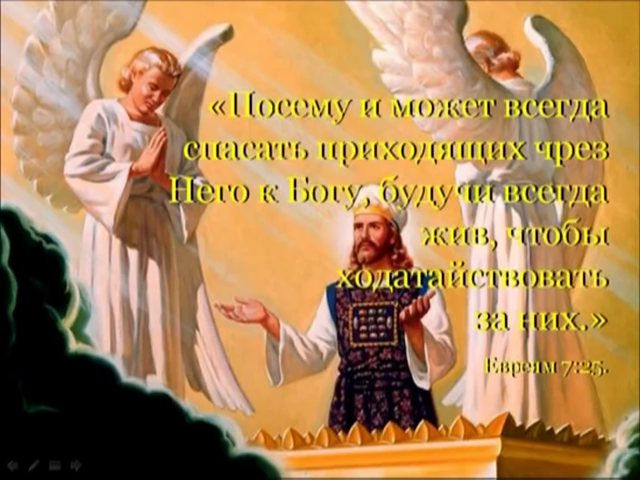 «Посему и может всегда
спасать приходящих чрез
Него к Богу, будучи всегда
жив, чтобы
ходатайствовать
за них.»
Евреям 7:25.